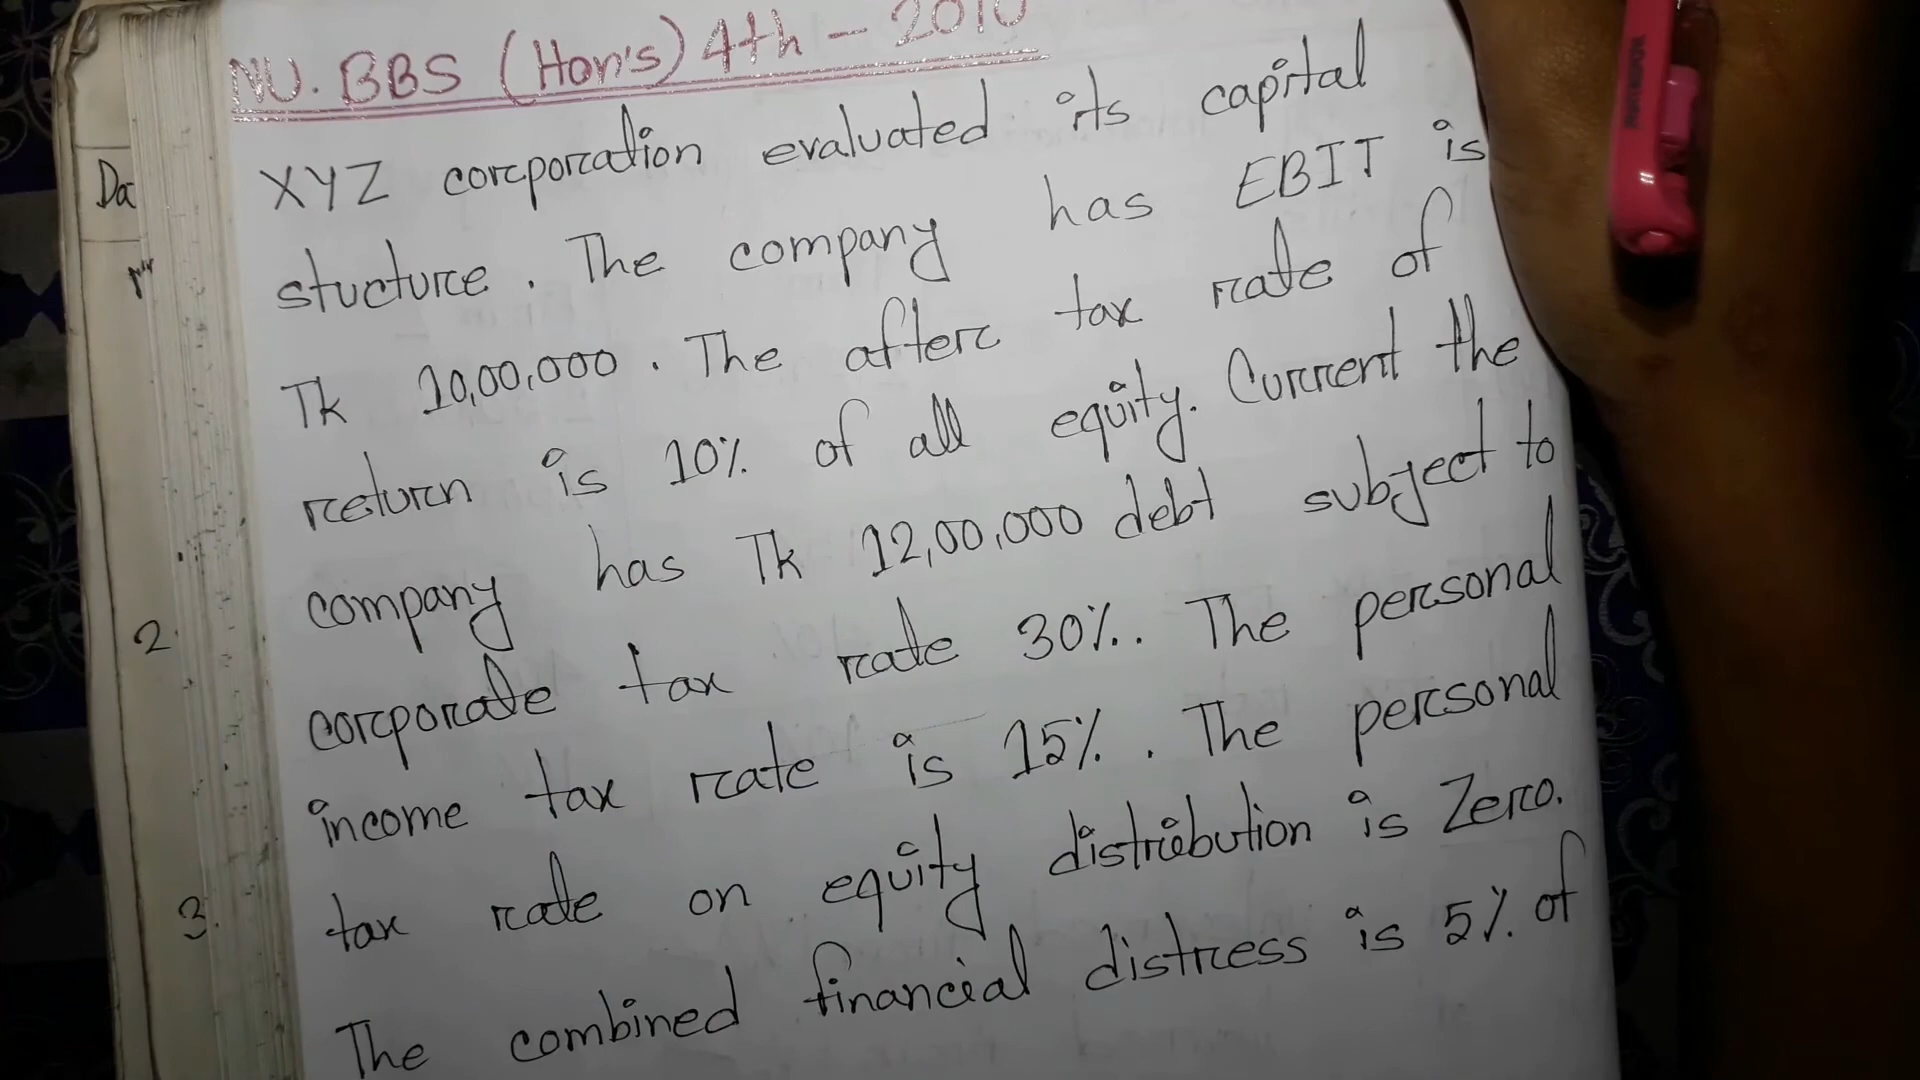 NU. BBS (Hon's) 4th - 2010
XYZ corporation evaluated its capital
stucture. The company has EBIT is
Tk 10,00,000. The after tax rate of
return is 10% of all equity. Current the
company has Tk 12,00,000 debt subject to
corporate tax rate 30%. The personal
income tax rate is 15%. The personal
tax rate on equity distribution is Zero.
The combined financial distress is 5% of
Da
2.
3.